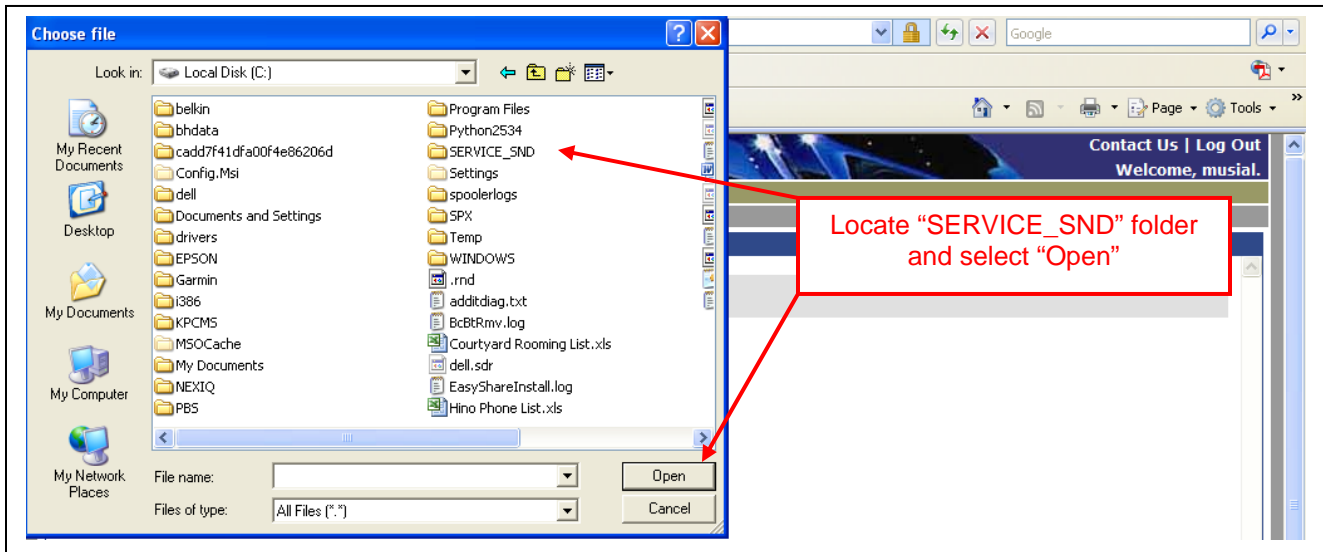 Choose file
Look in:
Local Disk (C:)
My Recent
Documents
Desktop
My Documents
My Computer
My Network
Places
belkin
bhdata
cadd7f41dfa00f4e86206d
Config.Msi
dell
Documents and Settings
drivers
EPSON
Garmin
i386
KPCMS
MSOCache
My Documents
NEXIQ
PBS
Program Files
Python2534
SERVICE_SND
Settings
spoolerlogs
SPX
Temp
WINDOWS
.rnd
additdiag.txt
BcBtRmv.log
Courtyard Rooming List.xls
dell.sdr
EasyShareInstall.log
Hino Phone List.xls
File name:
Open
Files of type:
All Files (*.*)
Cancel
Google
Page
Tools
»
Contact Us | Log Out
Welcome, musial.
Locate “SERVICE_SND” folder
and select “Open”